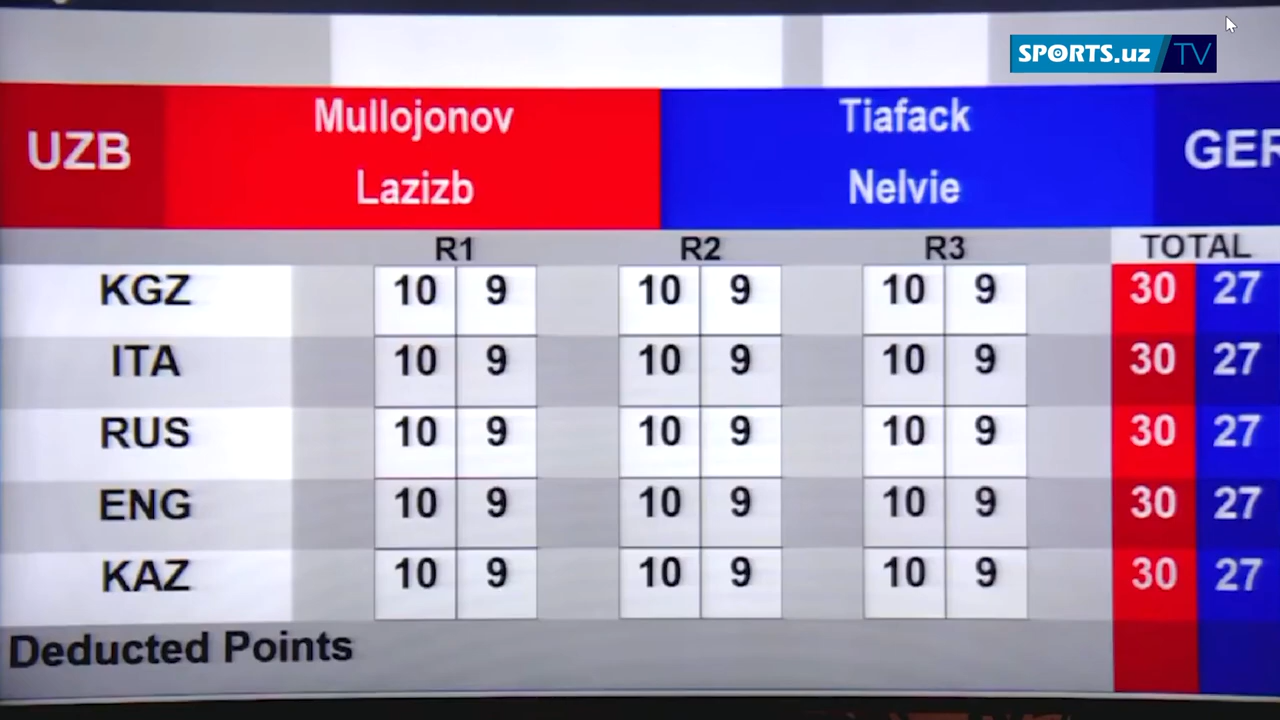 SPORTS.uz TV
UZB Mullojonov Lazizb Tiafack Nelvie GER
R1 R2 R3 TOTAL
KGZ 10 9 10 9 10 9 30 27
ITA 10 9 10 9 10 9 30 27
RUS 10 9 10 9 10 9 30 27
ENG 10 9 10 9 10 9 30 27
KAZ 10 9 10 9 10 9 30 27
Deducted Points